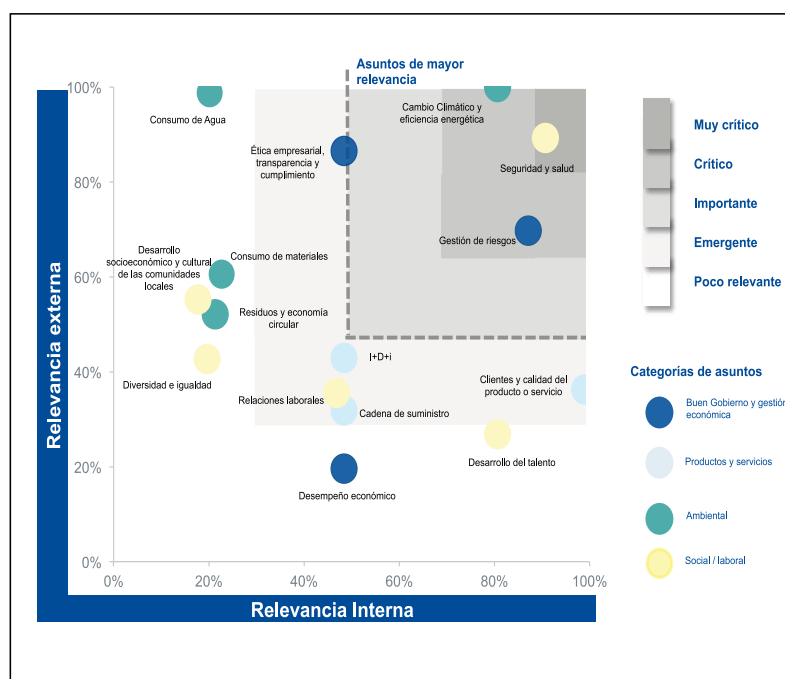 Asuntos de mayor
relevancia
100%
80%
60%
40%
20%
0%
Relevancia externa
Consumo de Agua
Cambio Climático y
eficiencia energética
Ética empresarial,
transparencia y
cumplimiento
Seguridad y salud
Gestión de riesgos
Desarrollo
socioeconómico y cultural
de las comunidades
locales
Consumo de materiales
Residuos y economía
circular
Diversidad e igualdad
I+D+i
Relaciones laborales
Cadena de suministro
Clientes y calidad del
producto o servicio
Desarrollo del talento
Desempeño económico
0%
20%
40%
60%
80%
100%
Relevancia Interna
Muy crítico
Crítico
Importante
Emergente
Poco relevante
Categorías de asuntos
Buen Gobierno y gestión
económica
Productos y servicios
Ambiental
Social / laboral